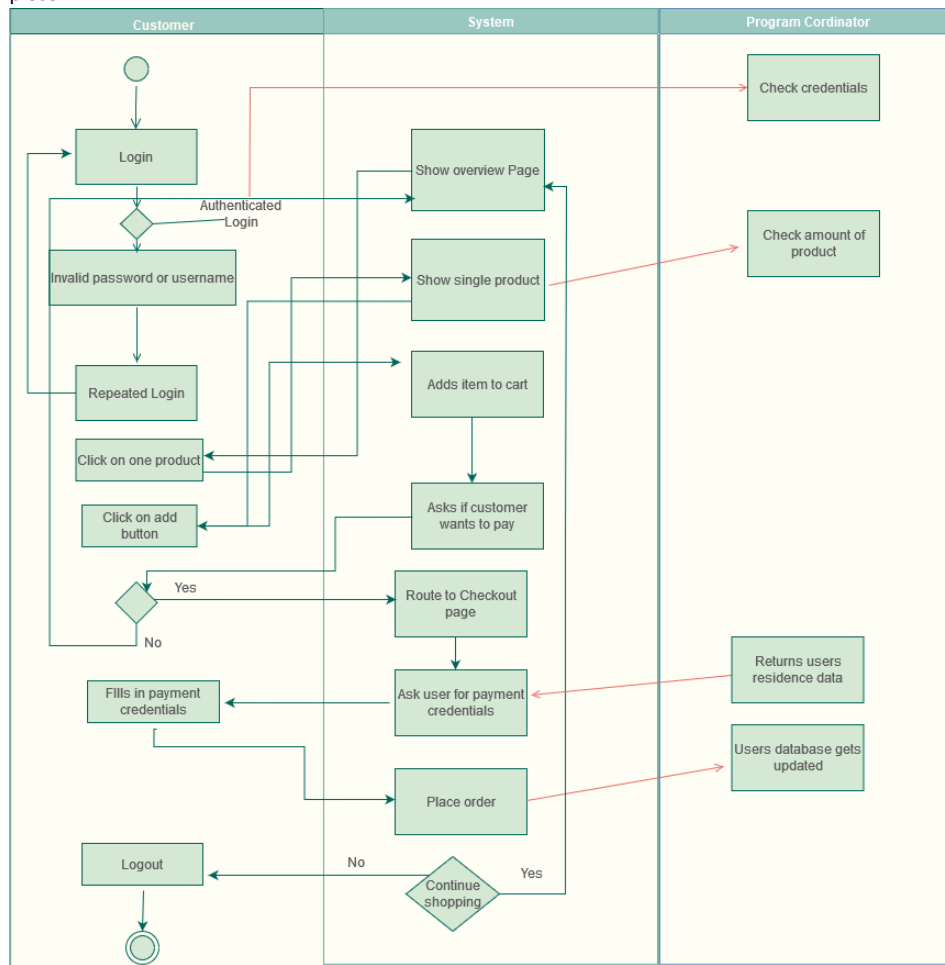 Customer
System
Program Cordinator
Check credentials
Login
Show overview Page
Authenticated
Login
Check amount of
product
Invalid password or username
Show single product
Repeated Login
Adds item to cart
Click on one product
Click on add
button
Asks if customer
wants to pay
Yes
Route to Checkout
page
No
Returns users
residence data
FIlls in payment
credentials
Ask user for payment
credentials
Users database gets
updated
Place order
Logout
No
Continue
shopping
Yes